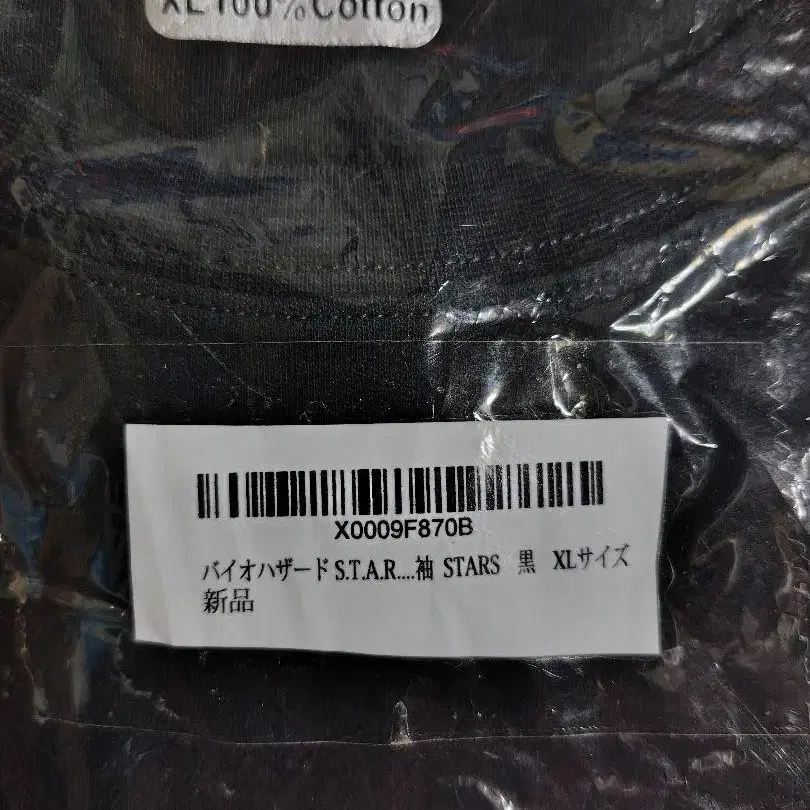 XL 100% Cotton
X0009F870B
バイオハザード S.T.A.R....袖 STARS 黒 XLサイズ
新品